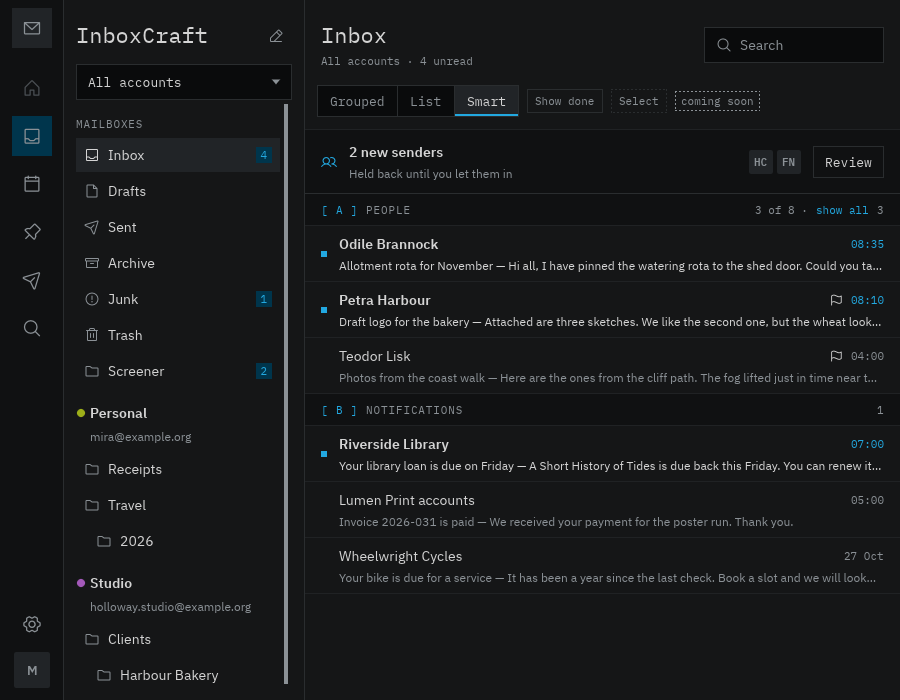 InboxCraft
All accounts
MAILBOXES
Inbox 4
Drafts
Sent
Archive
Junk 1
Trash
Screener 2
Personal
mira@example.org
Receipts
Travel
2026
Studio
holloway.studio@example.org
Clients
Harbour Bakery
M
Inbox
All accounts · 4 unread
Search
Grouped List Smart Show done Select coming soon
2 new senders
Held back until you let them in
HC FN Review
[ A ] PEOPLE 3 of 8 · show all 3
Odile Brannock 08:35
Allotment rota for November — Hi all, I have pinned the watering rota to the shed door. Could you ta…
Petra Harbour 08:10
Draft logo for the bakery — Attached are three sketches. We like the second one, but the wheat look…
Teodor Lisk 04:00
Photos from the coast walk — Here are the ones from the cliff path. The fog lifted just in time near t…
[ B ] NOTIFICATIONS 1
Riverside Library 07:00
Your library loan is due on Friday — A Short History of Tides is due back this Friday. You can renew it…
Lumen Print accounts 05:00
Invoice 2026-031 is paid — We received your payment for the poster run. Thank you.
Wheelwright Cycles 27 Oct
Your bike is due for a service — It has been a year since the last check. Book a slot and we will look…